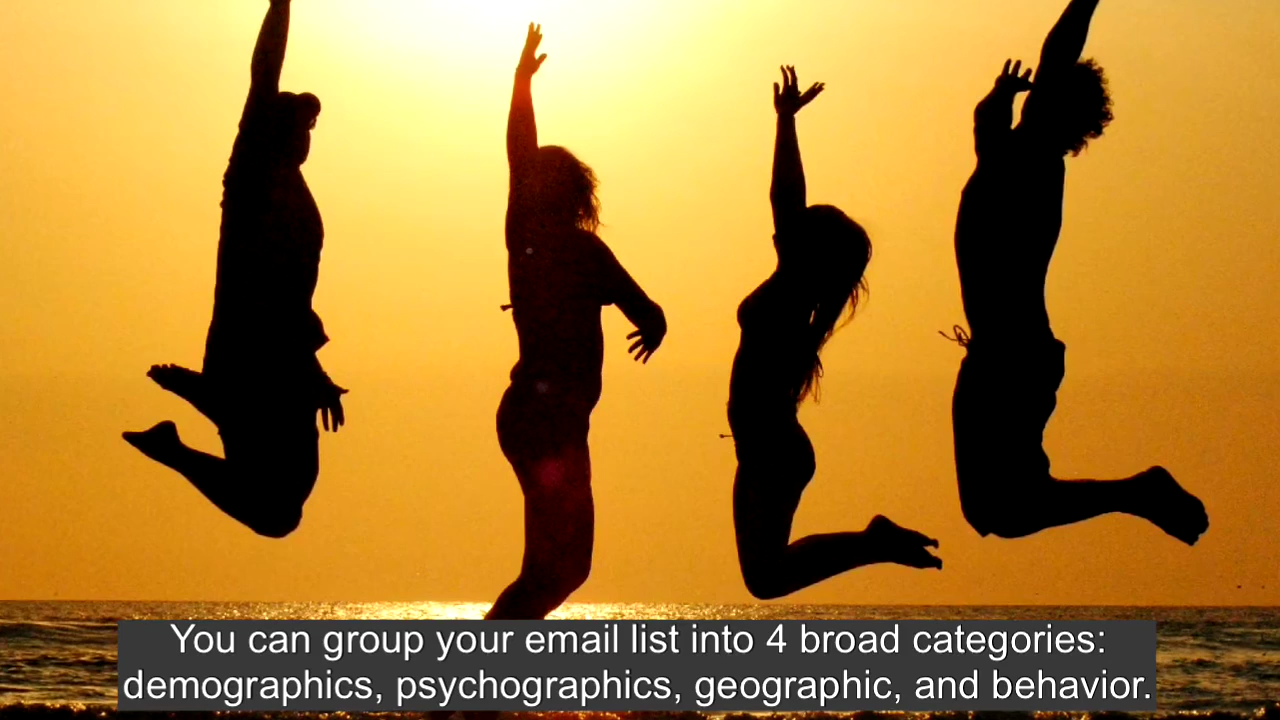 You can group your email list into 4 broad categories:
demographics, psychographics, geographic, and behavior.